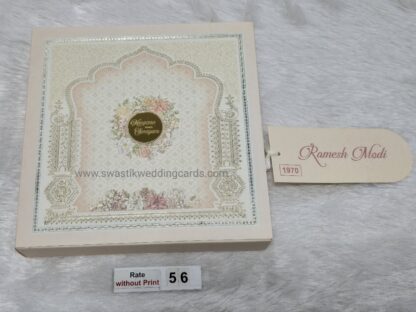 www.swastikweddingcards.com
Ramesh Modi
1970
Rate
without Print
56